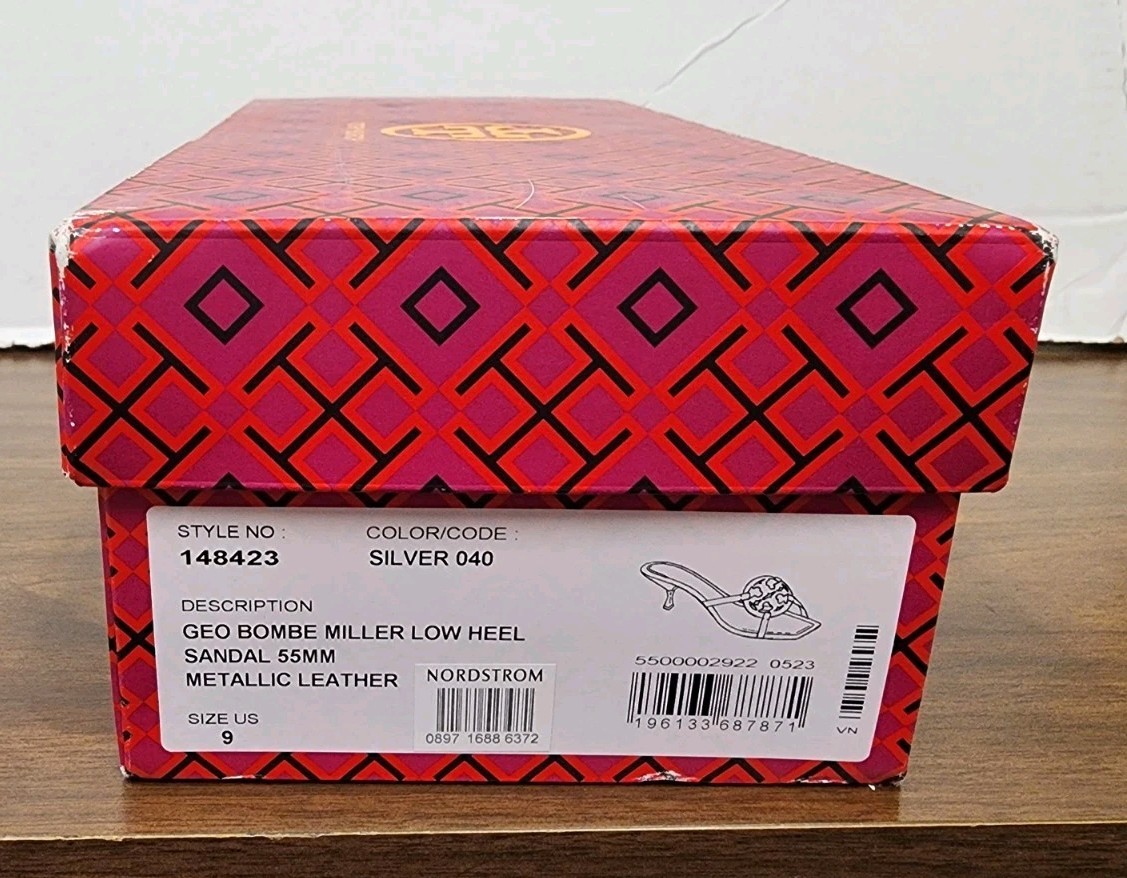 STYLE NO :
148423
COLOR/CODE :
SILVER 040
DESCRIPTION
GEO BOMBE MILLER LOW HEEL
SANDAL 55MM
METALLIC LEATHER
SIZE US
9
NORDSTROM
0897 1688 6372
5500002922 0523
196133 687871
VN